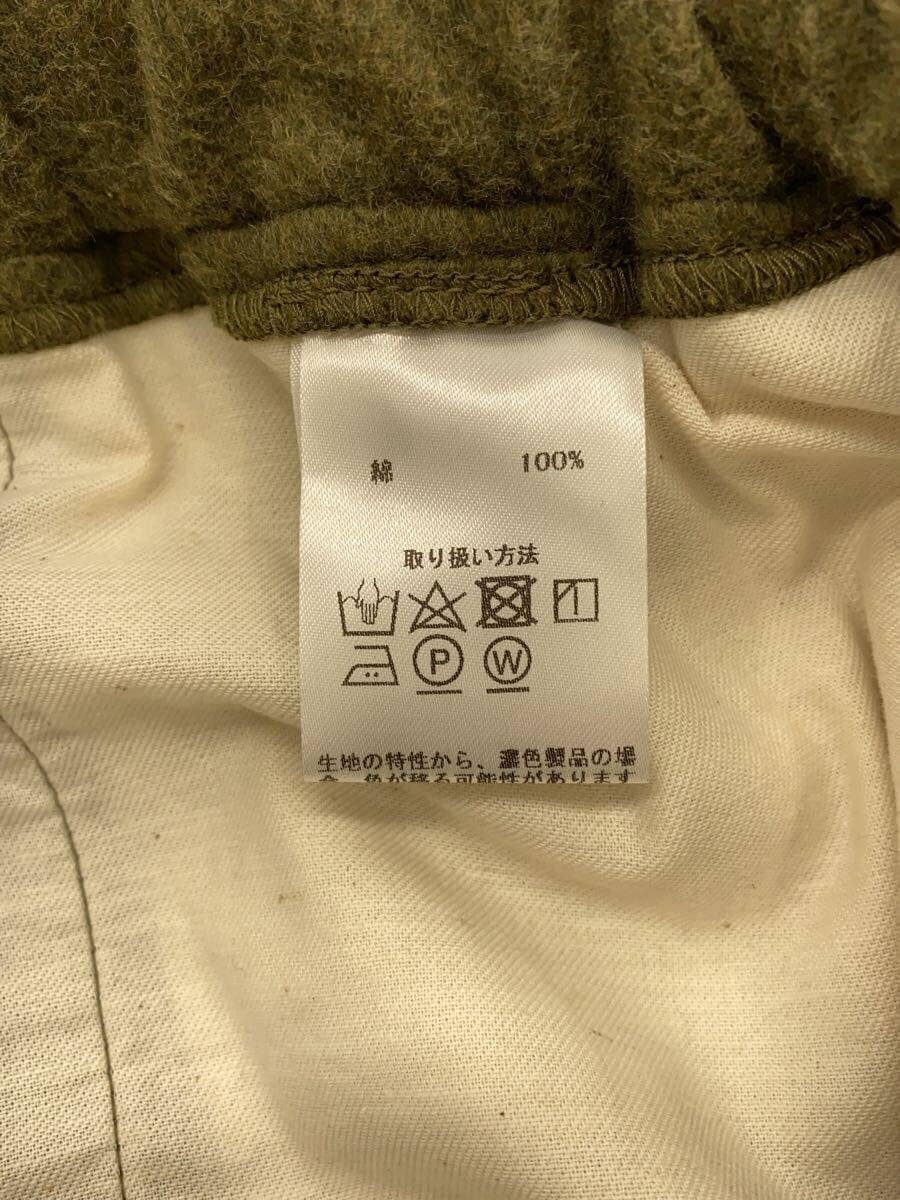 綿 100%
取り扱い方法
P W
生地の特性から、濃色製品の場
合、色が移る可能性があります